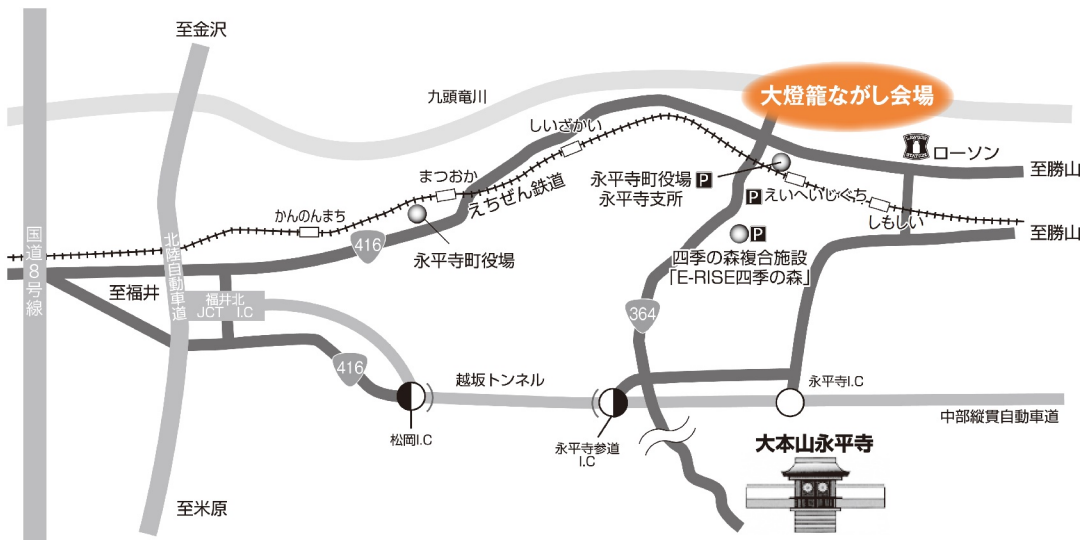 至金沢
九頭竜川
大燈籠ながし会場
しいざかい
LAWSON
STATION
ローソン
まつおか
えちぜん鉄道
永平寺町役場 P
永平寺支所
至勝山
かんのんまち
P えいへいじぐち
しもしい
416
国道8号線
北陸自動車道
永平寺町役場
P
至勝山
四季の森複合施設
「E-RISE四季の森」
至福井
福井北
JCT I.C
364
416
越坂トンネル
永平寺I.C
中部縦貫自動車道
松岡I.C
永平寺参道
I.C
大本山永平寺
至米原